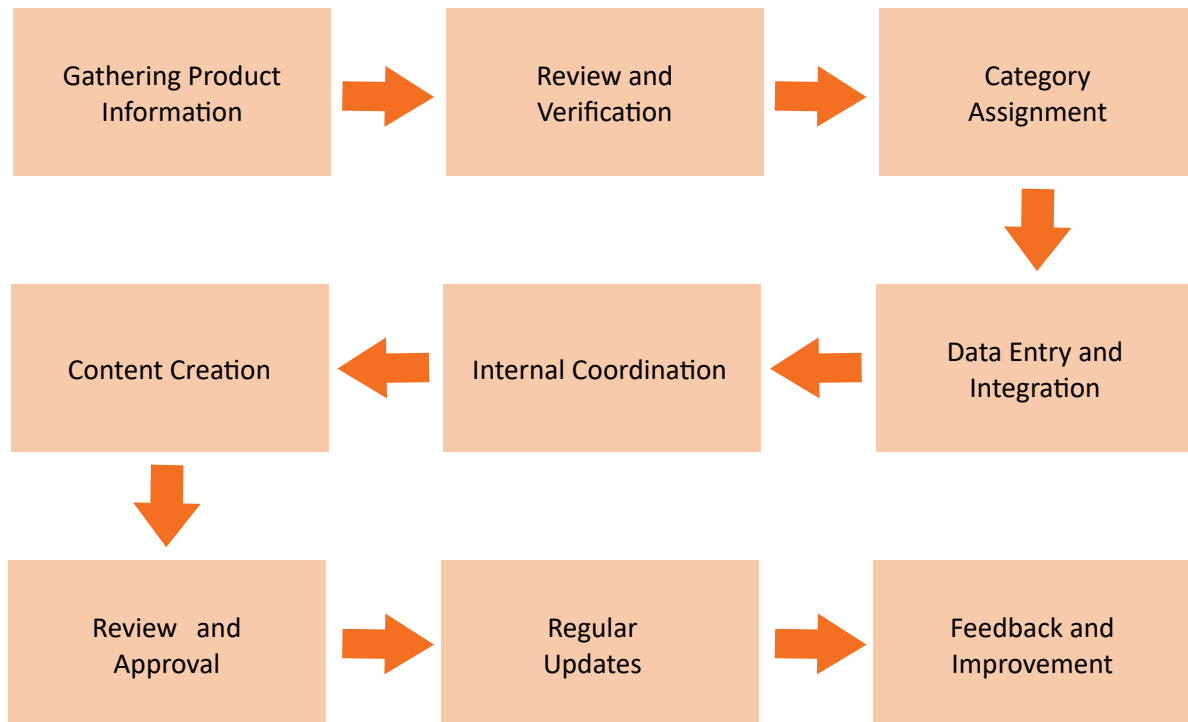 Gathering Product
Information
Review and
Verification
Category
Assignment
Data Entry and
Integration
Internal Coordination
Content Creation
Review and
Approval
Regular
Updates
Feedback and
Improvement